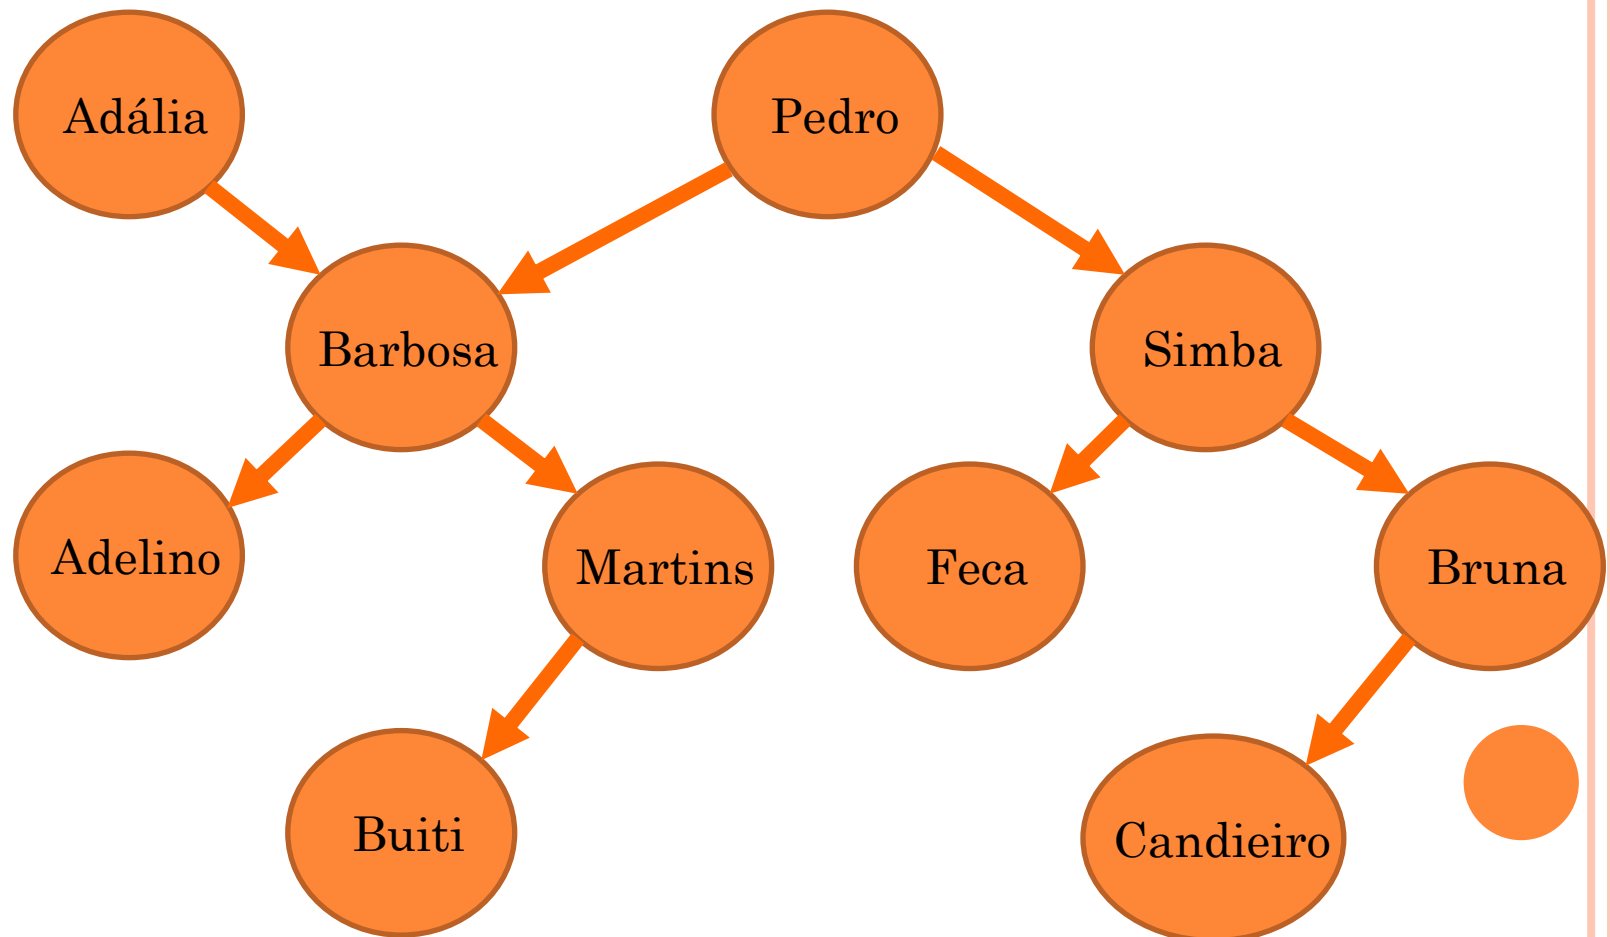 Adália
Pedro
Barbosa
Simba
Adelino
Martins
Feca
Bruna
Buiti
Candieiro